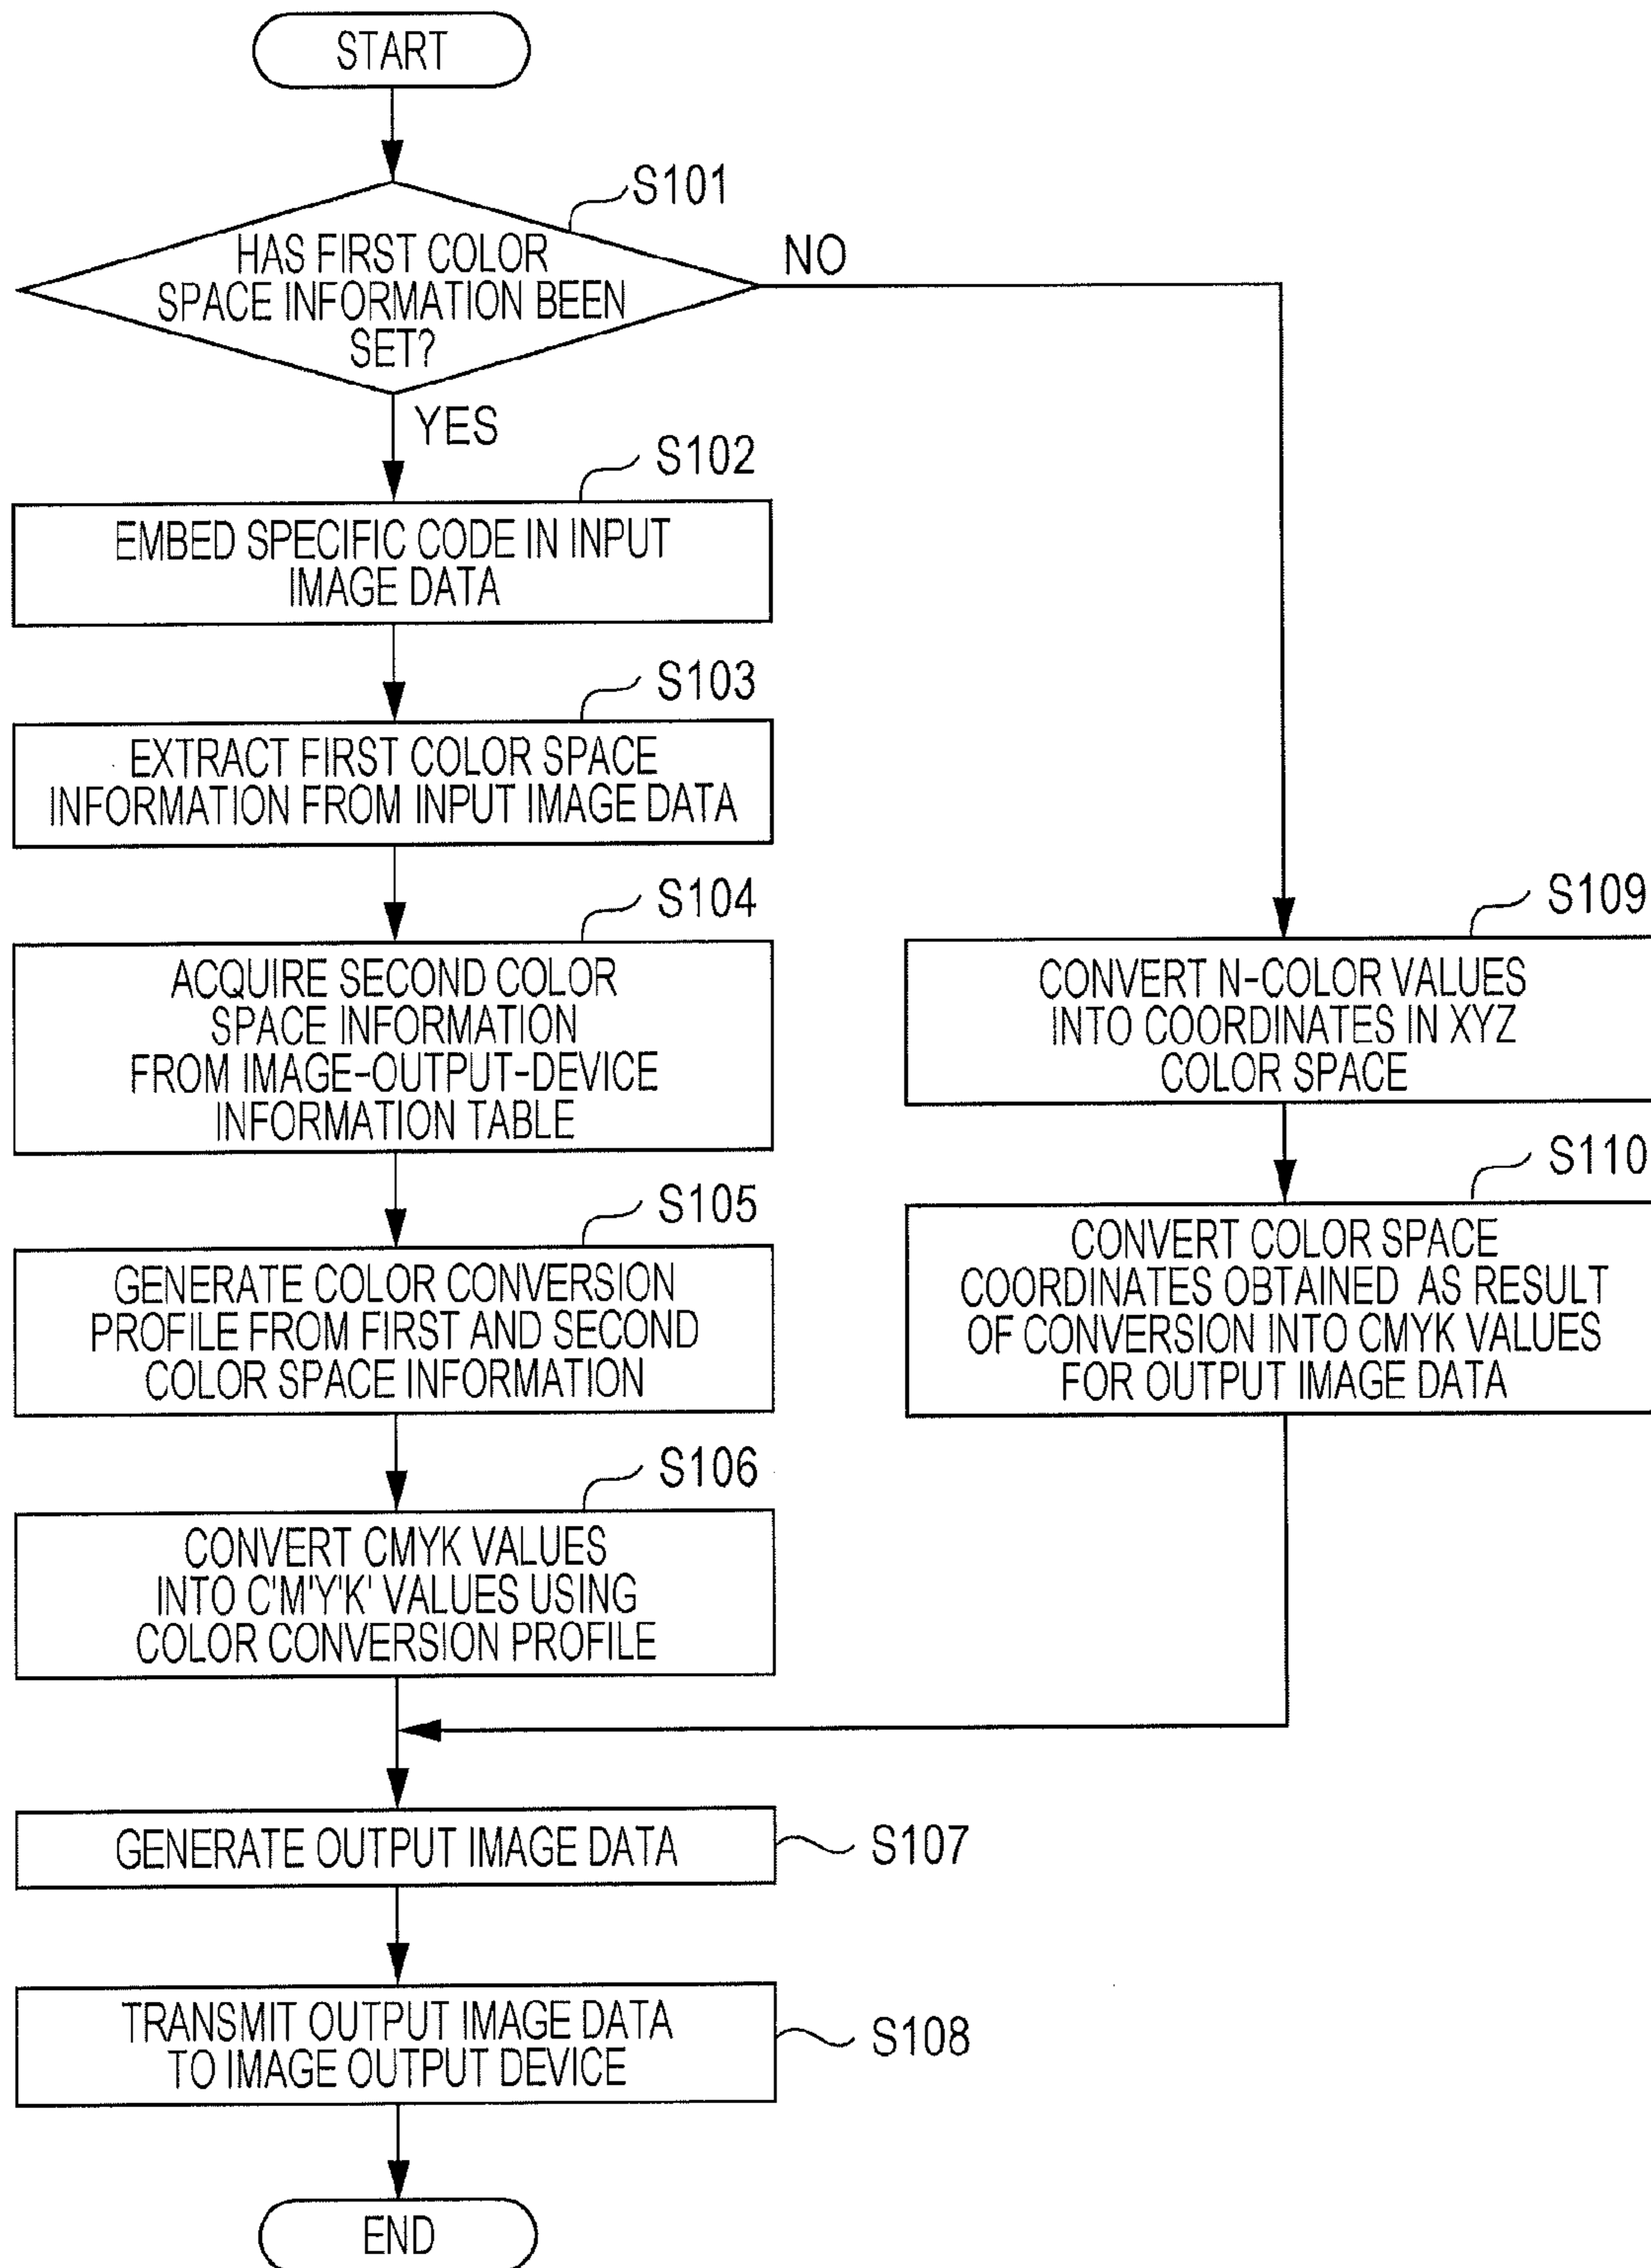 START
S101
HAS FIRST COLOR
SPACE INFORMATION BEEN
SET?
NO
YES
S102
EMBED SPECIFIC CODE IN INPUT
IMAGE DATA
S103
EXTRACT FIRST COLOR SPACE
INFORMATION FROM INPUT IMAGE DATA
S104
ACQUIRE SECOND COLOR
SPACE INFORMATION
FROM IMAGE-OUTPUT-DEVICE
INFORMATION TABLE
S105
GENERATE COLOR CONVERSION
PROFILE FROM FIRST AND SECOND
COLOR SPACE INFORMATION
S106
CONVERT CMYK VALUES
INTO C'M'Y'K' VALUES USING
COLOR CONVERSION PROFILE
S109
CONVERT N-COLOR VALUES
INTO COORDINATES IN XYZ
COLOR SPACE
S110
CONVERT COLOR SPACE
COORDINATES OBTAINED AS RESULT
OF CONVERSION INTO CMYK VALUES
FOR OUTPUT IMAGE DATA
GENERATE OUTPUT IMAGE DATA
S107
TRANSMIT OUTPUT IMAGE DATA
TO IMAGE OUTPUT DEVICE
S108
END